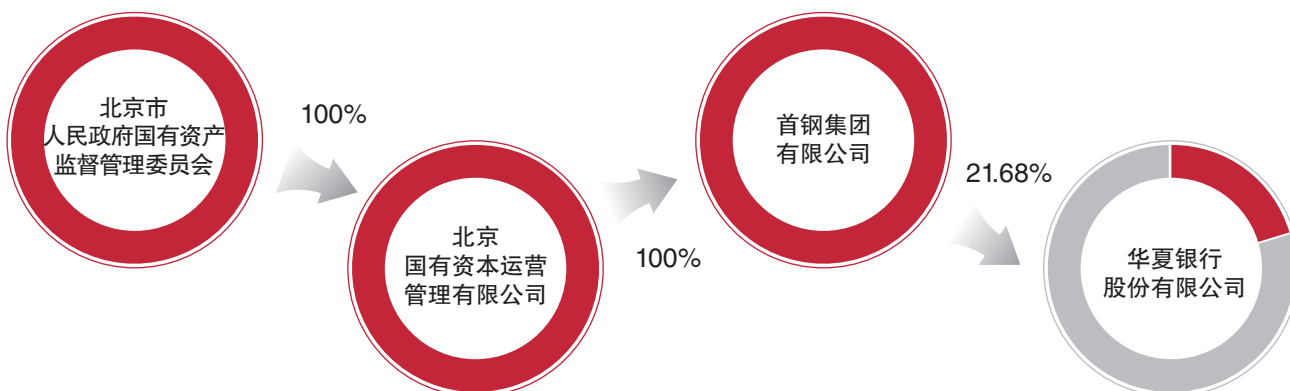 北京市
人民政府国有资产
监督管理委员会
100%
北京
国有资本运营
管理有限公司
100%
首钢集团
有限公司
21.68%
华夏银行
股份有限公司